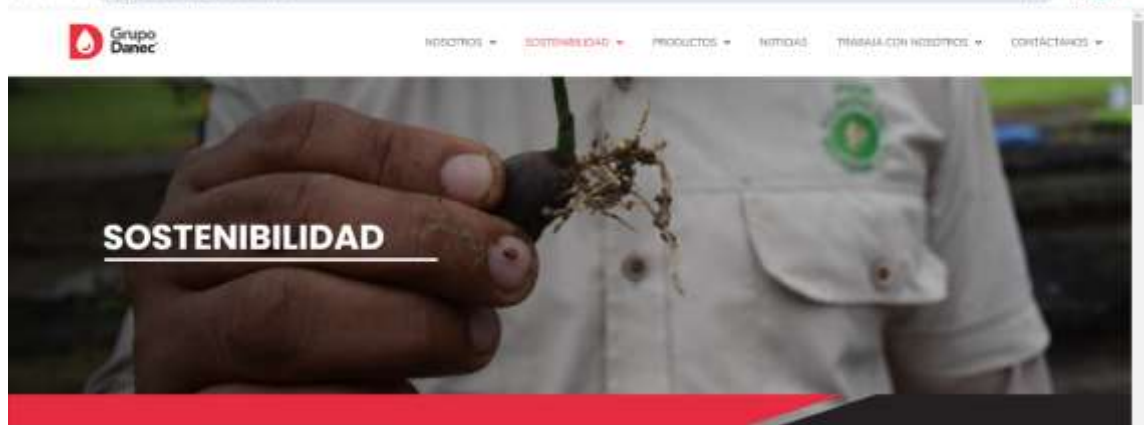 Grupo
Danec
NOSOTROS SOSTENIBILIDAD PRODUCTOS NOTICIAS TRABAJA CON NOSOTROS CONTÁCTANOS
SOSTENIBILIDAD